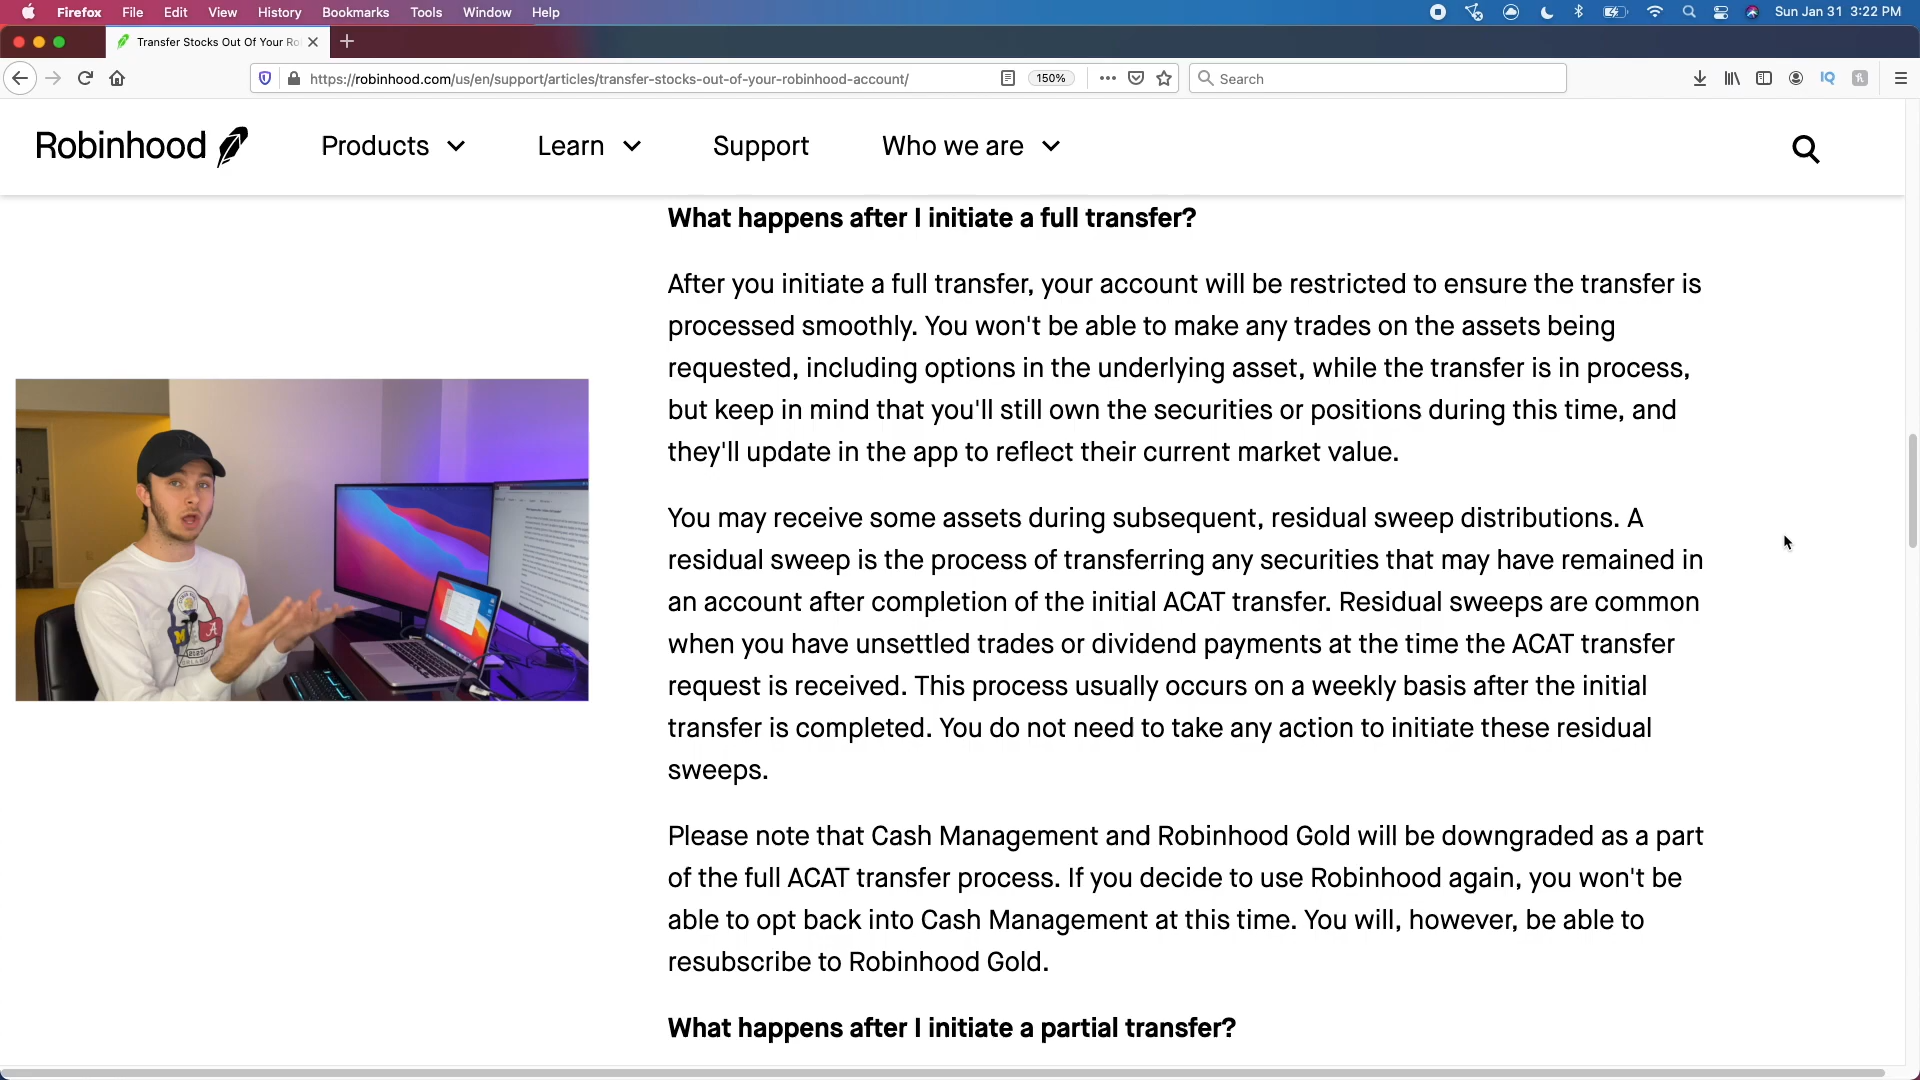 Firefox File Edit View History Bookmarks Tools Window Help Sun Jan 31 3:22 PM
Transfer Stocks Out Of Your Ro
https://robinhood.com/us/en/support/articles/transfer-stocks-out-of-your-robinhood-account/ 150% Search IQ
Robinhood Products Learn Support Who we are
What happens after I initiate a full transfer?
After you initiate a full transfer, your account will be restricted to ensure the transfer is
processed smoothly. You won't be able to make any trades on the assets being
requested, including options in the underlying asset, while the transfer is in process,
but keep in mind that you'll still own the securities or positions during this time, and
they'll update in the app to reflect their current market value.
You may receive some assets during subsequent, residual sweep distributions. A
residual sweep is the process of transferring any securities that may have remained in
an account after completion of the initial ACAT transfer. Residual sweeps are common
when you have unsettled trades or dividend payments at the time the ACAT transfer
request is received. This process usually occurs on a weekly basis after the initial
transfer is completed. You do not need to take any action to initiate these residual
sweeps.
Please note that Cash Management and Robinhood Gold will be downgraded as a part
of the full ACAT transfer process. If you decide to use Robinhood again, you won't be
able to opt back into Cash Management at this time. You will, however, be able to
resubscribe to Robinhood Gold.
What happens after I initiate a partial transfer?